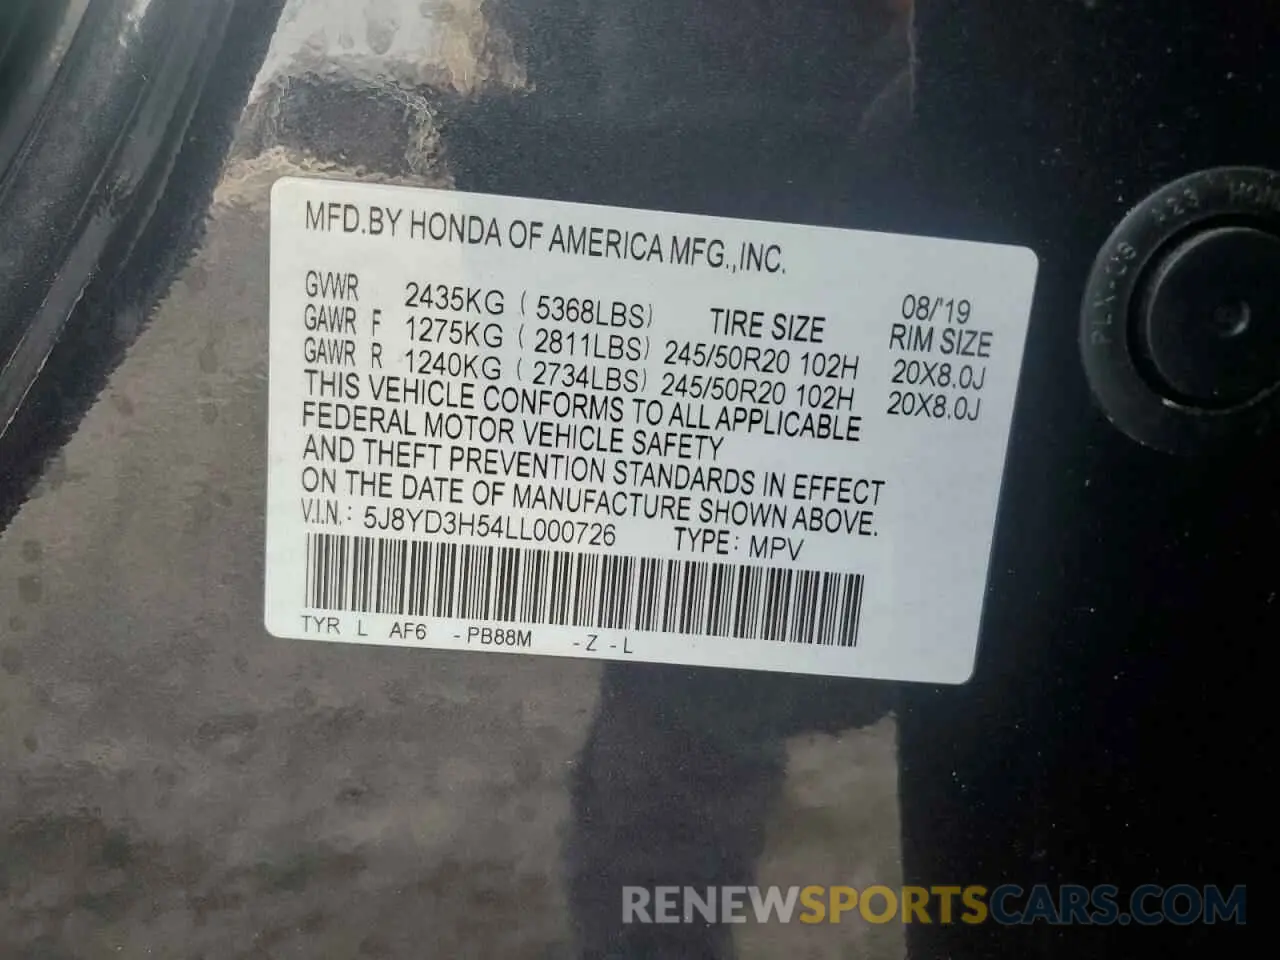 MFD.BY HONDA OF AMERICA MFG.,INC.
08/'19
GVWR 2435KG ( 5368LBS) TIRE SIZE RIM SIZE
GAWR F 1275KG ( 2811LBS) 245/50R20 102H 20X8.0J
GAWR R 1240KG ( 2734LBS) 245/50R20 102H 20X8.0J
THIS VEHICLE CONFORMS TO ALL APPLICABLE
FEDERAL MOTOR VEHICLE SAFETY
AND THEFT PREVENTION STANDARDS IN EFFECT
ON THE DATE OF MANUFACTURE SHOWN ABOVE.
V.I.N.: 5J8YD3H54LL000726 TYPE: MPV
TYR L AF6 -PB88M -Z -L
RENEWSPORTSCARS.COM